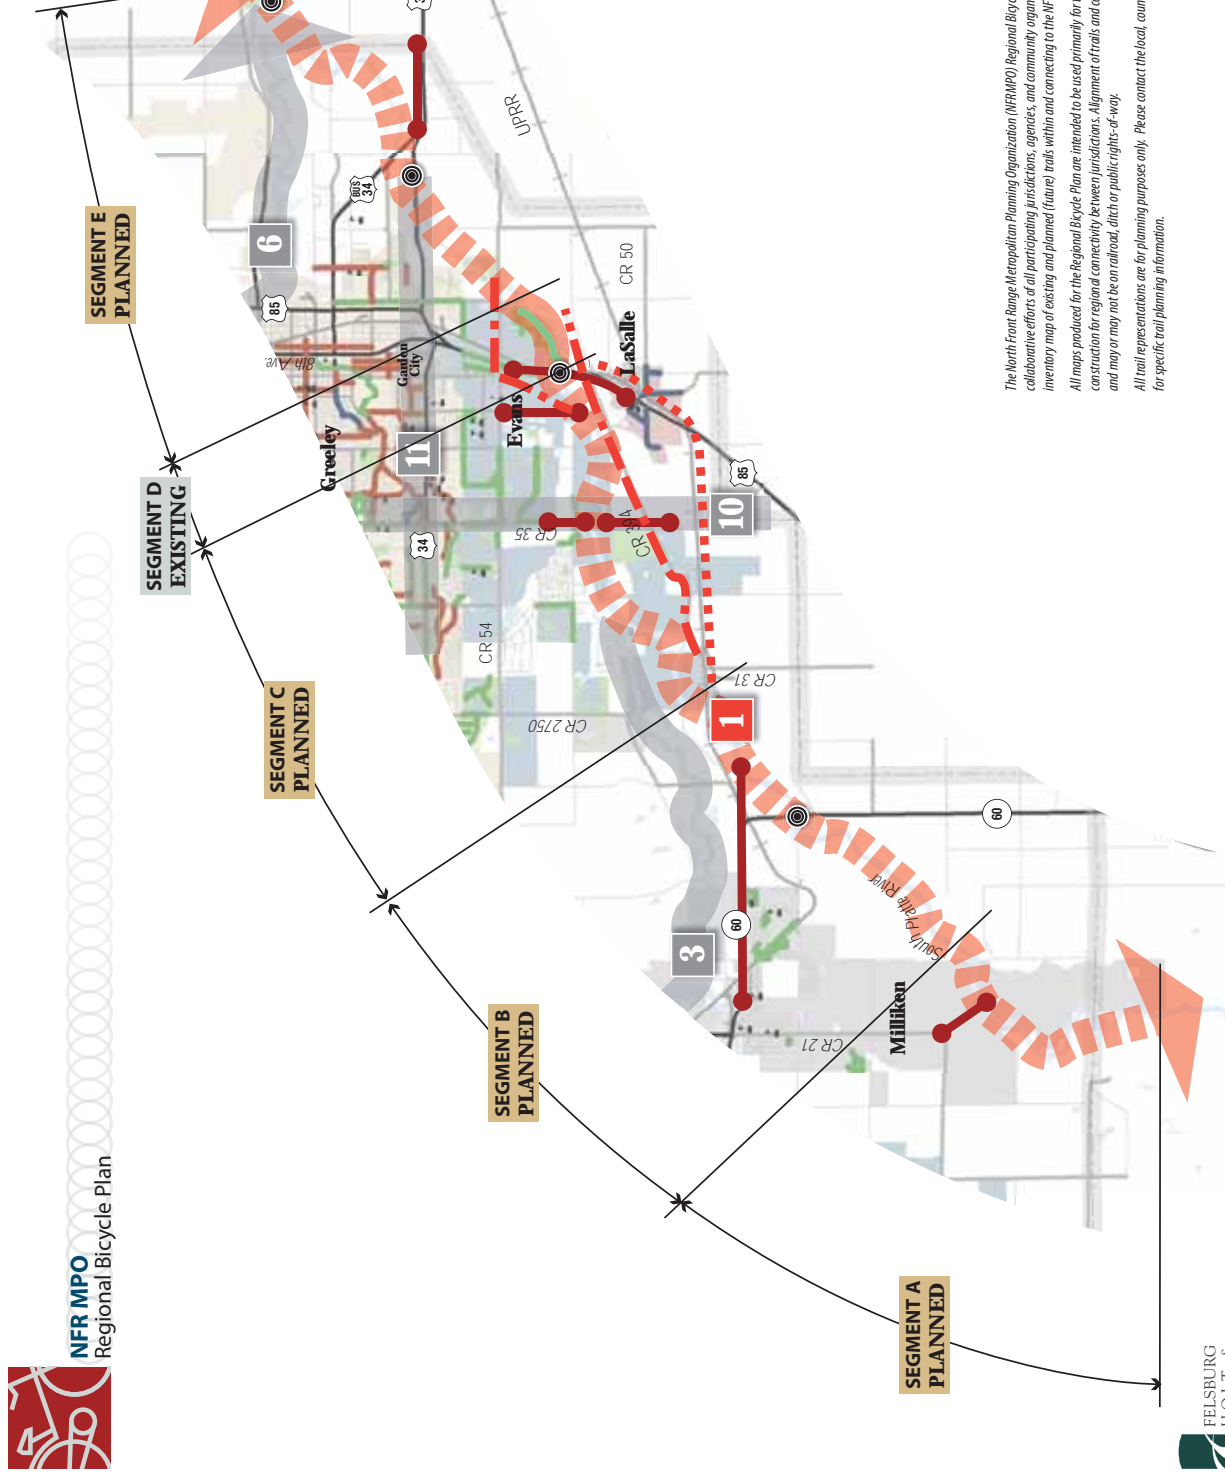 NFR MPO
Regional Bicycle Plan
SEGMENT A
PLANNED
SEGMENT B
PLANNED
SEGMENT C
PLANNED
SEGMENT D
EXISTING
SEGMENT E
PLANNED
6
BUS
34
85
8th Ave.
Garden
City
Greeley
11
34
UPRR
CR 50
LaSalle
Evans
CR 35
CR 394
10
85
CR 54
CR 2750
CR 31
1
3
60
60
South Platte River
CR 21
Milliken
The North Front Range Metropolitan Planning Organization (NFRMPO) Regional Bicyc
collaborative efforts of all participating jurisdictions, agencies, and community organ
inventory map of existing and planned (future) trails within and connecting to the NF
All maps produced for the Regional Bicycle Plan are intended to be used primarily for
construction for regional connectivity between jurisdictions. Alignment of trails and
and may or may not be on railroad, ditch or public rights-of-way.
All trail representations are for planning purposes only. Please contact the local, coun
for specific trail planning information.
FELSBURG